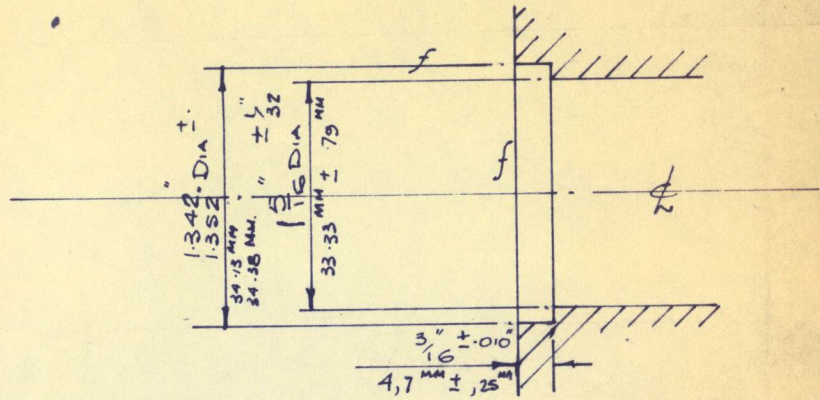 f
1.342" DIA ±.
1.352
34.13 MM
34.38 MM.
1 5/16" DIA ± 1/32"
33.33 MM ± .79 MM
f
℄
3/16" ±.010"
4,7 MM ± ,25 MM